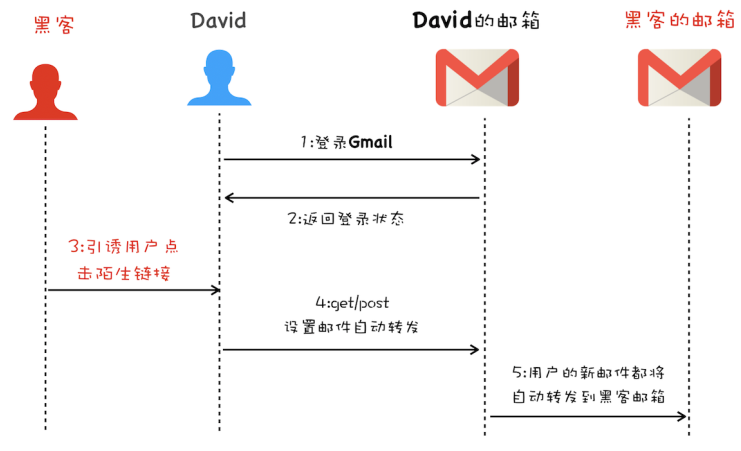 黑客
David
David的邮箱
黑客的邮箱
1:登录Gmail
2:返回登录状态
3:引诱用户点
击陌生链接
4:get/post
设置邮件自动转发
5:用户的新邮件都将
自动转发到黑客邮箱